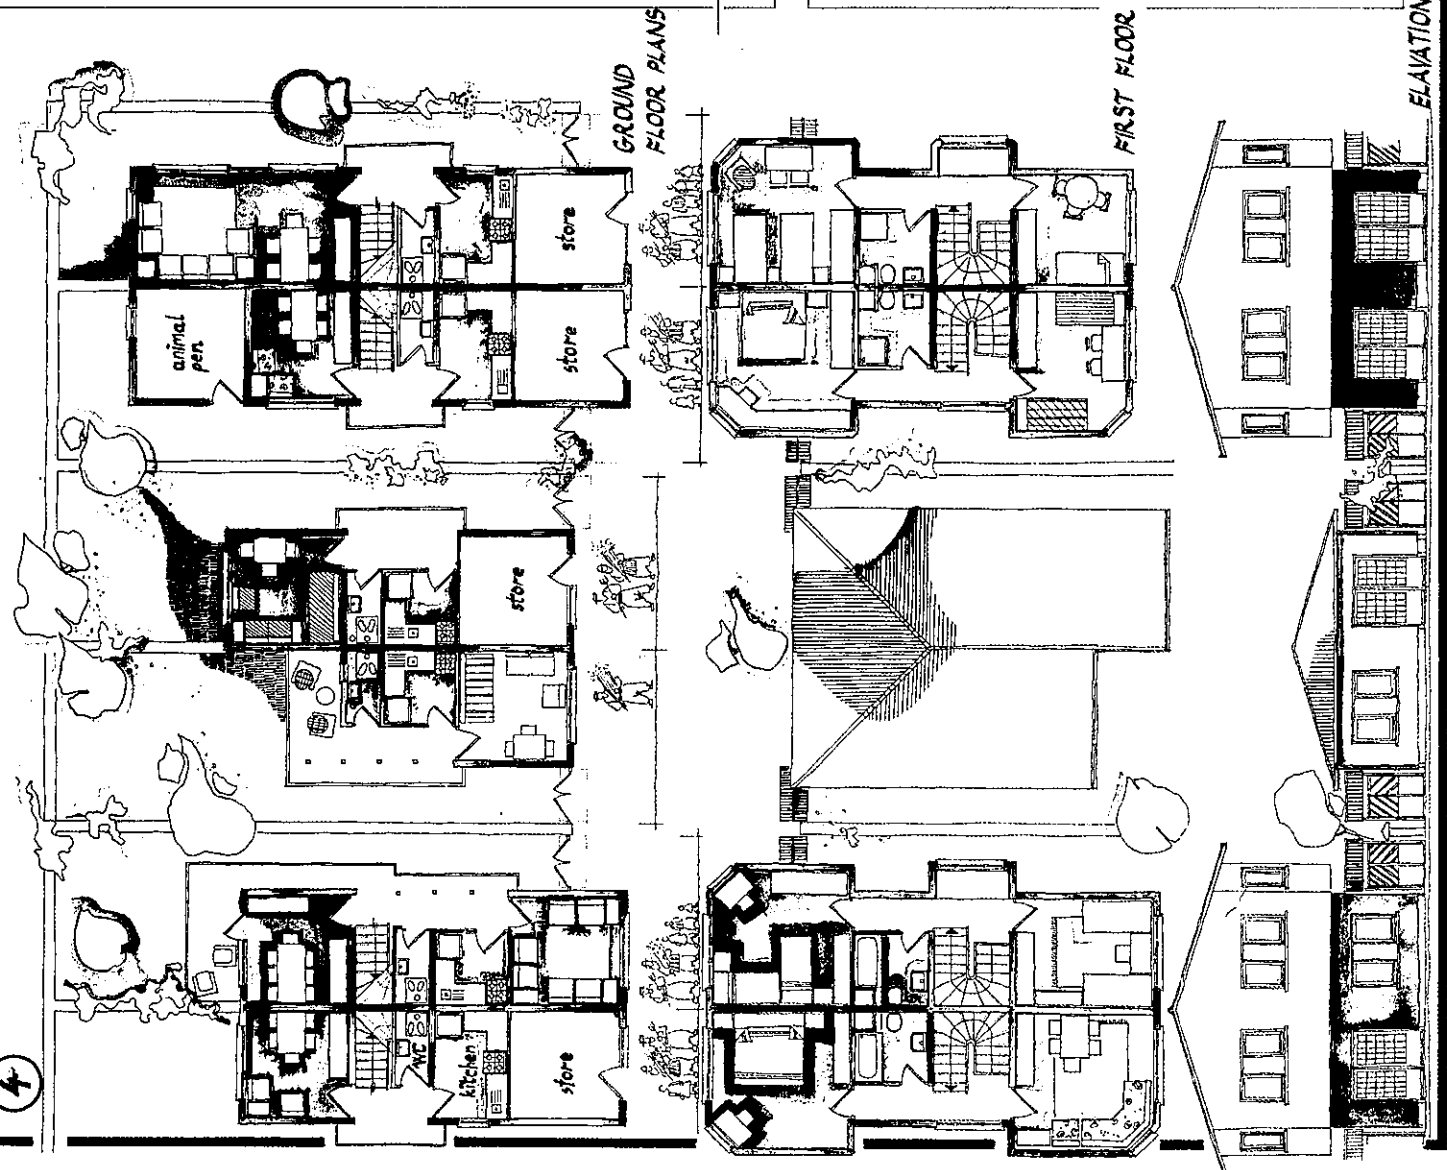 4
GROUND
FLOOR PLANS
FIRST FLOOR
ELAVATION
animal
pen
store
store
store
WC
kitchen
store